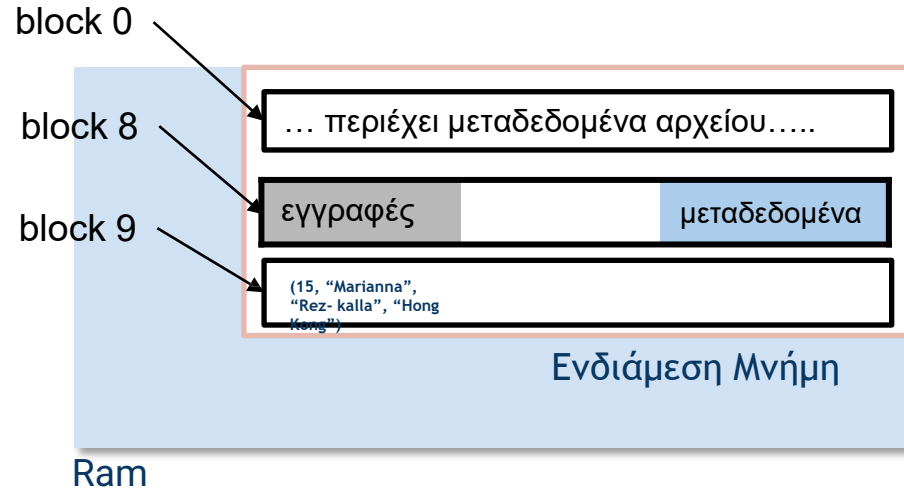 block 0
… περιέχει μεταδεδομένα αρχείου…..
block 8
εγγραφές
μεταδεδομένα
block 9
(15, “Marianna”,
“Rez- kalla”, “Hong
Kong”)
Ενδιάμεση Μνήμη
Ram